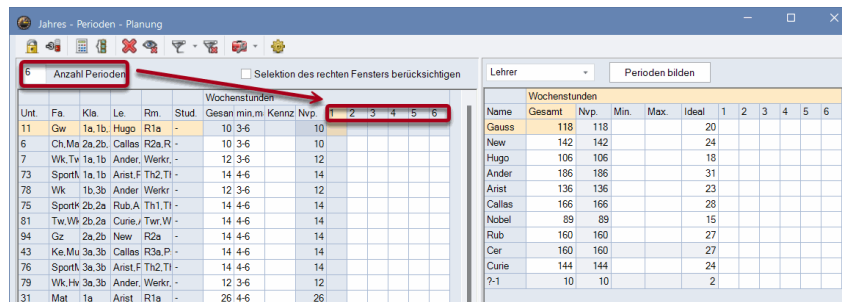 Jahres - Perioden - Planung
6 Anzahl Perioden Selektion des rechten Fensters berücksichtigen
Wochenstunden
Unt. Fa. Kla. Le. Rm. Stud. Gesan min,m Kennz Nvp. 1 2 3 4 5 6
11 Gw 1a,1b, Hugo R1a - 10 3-6 10
6 Ch,Ma 2a,2b, Callas R2a,R - 10 3-6 10
7 Wk,Tw 1a,1b Ander, Werkr, - 12 3-6 12
73 SportM 1a,1b Arist,F Th2,Tl - 12 4-6 12
78 Wk 1b,3b Ander Werkr - 12 3-6 12
75 SportK 2b,2a Rub,A Th1,Tl - 14 4-6 14
81 Tw,Wk 2b,2a Curie,A Twr,W - 14 4-6 14
94 Gz 2a,2b New R2a - 14 4-6 14
43 Ke,Mu 3a,3b Callas R3a,P - 14 4-6 14
76 SportM 3a,3b Arist,F Th2,Tl - 14 4-6 14
79 Wk,Hw 3a,3b Ander, Werkr, - 12 3-6 12
31 Mat 1a Arist R1a - 26 4-6 26
Lehrer Perioden bilden
Wochenstunden
Name Gesamt Nvp. Min. Max. Ideal 1 2 3 4 5 6
Gauss 118 118 20
New 142 142 24
Hugo 106 106 18
Ander 186 186 31
Arist 136 136 23
Callas 166 166 28
Nobel 89 89 15
Rub 160 160 27
Cer 160 160 27
Curie 144 144 24
?-1 10 10 2